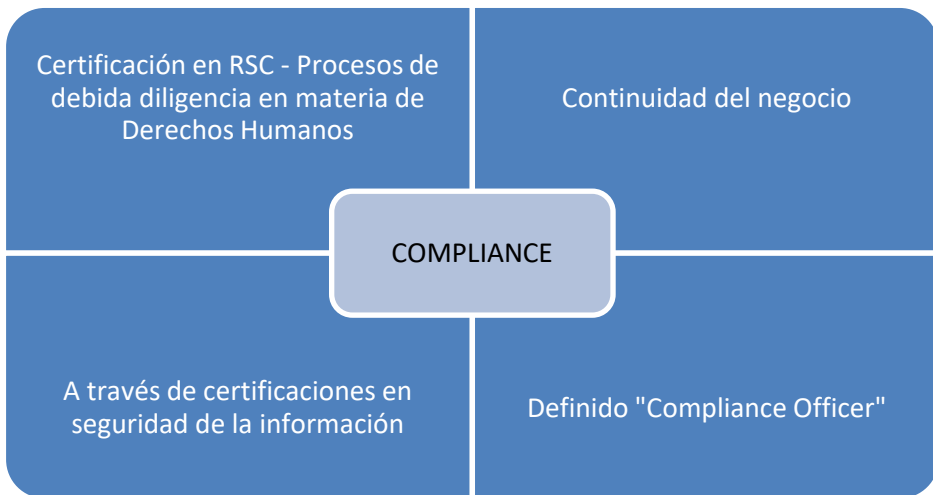 Certificación en RSC - Procesos de
debida diligencia en materia de
Derechos Humanos
Continuidad del negocio
COMPLIANCE
A través de certificaciones en
seguridad de la información
Definido "Compliance Officer"